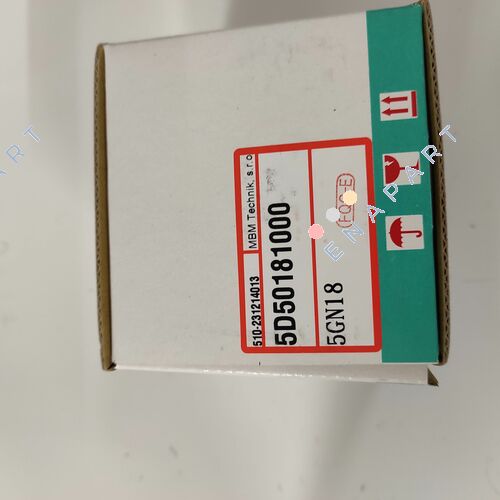 510-231214013 MBM Technik, s.r.o
5D50181000
5GN18
ENAPART